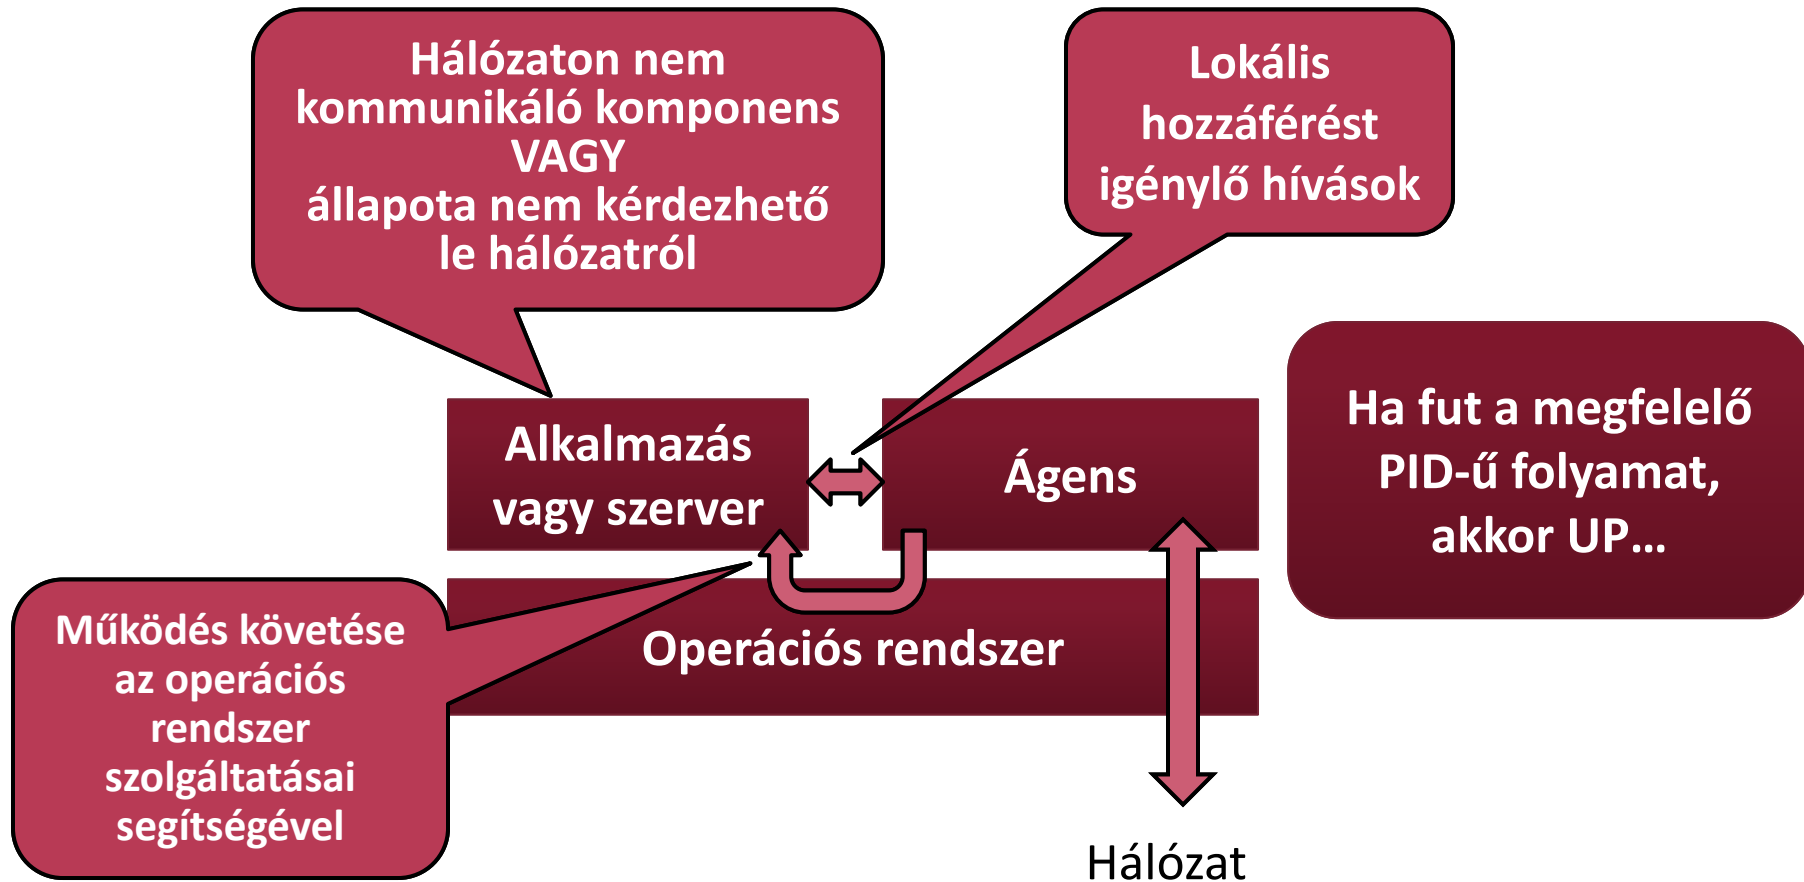 Hálózaton nem
kommunikáló komponens
VAGY
állapota nem kérdezhető
le hálózatról
Lokális
hozzáférést
igénylő hívások
Alkalmazás
vagy szerver
Ágens
Ha fut a megfelelő
PID-ű folyamat,
akkor UP...
Működés követése
az operációs
rendszer
szolgáltatásai
segítségével
Operációs rendszer
Hálózat